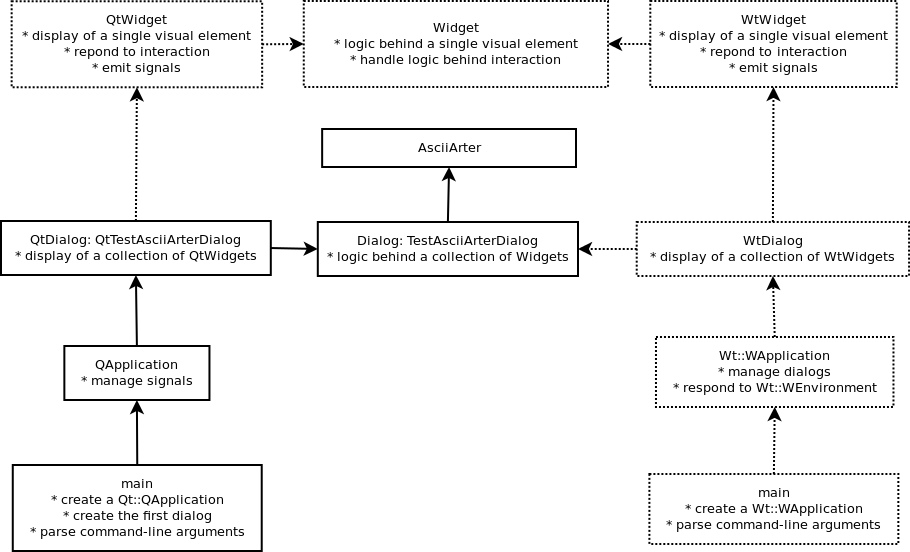 QtWidget
* display of a single visual element
* repond to interaction
* emit signals
Widget
* logic behind a single visual element
* handle logic behind interaction
WtWidget
* display of a single visual element
* repond to interaction
* emit signals
AsciiArter
QtDialog: QtTestAsciiArterDialog
* display of a collection of QtWidgets
Dialog: TestAsciiArterDialog
* logic behind a collection of Widgets
WtDialog
* display of a collection of WtWidgets
QApplication
* manage signals
Wt::WApplication
* manage dialogs
* respond to Wt::WEnvironment
main
* create a Qt::QApplication
* create the first dialog
* parse command-line arguments
main
* create a Wt::WApplication
* parse command-line arguments